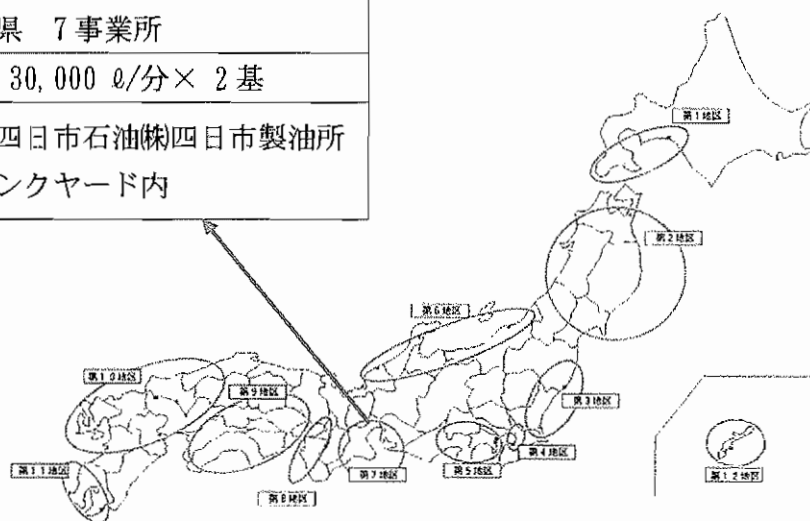 県 7事業所
30,000 ℓ/分× 2基
四日市石油㈱四日市製油所
ンクヤード内
第1地区
第2地区
第6地区
第10地区
第9地区
第3地区
第4地区
第11地区
第8地区
第7地区
第5地区
第12地区